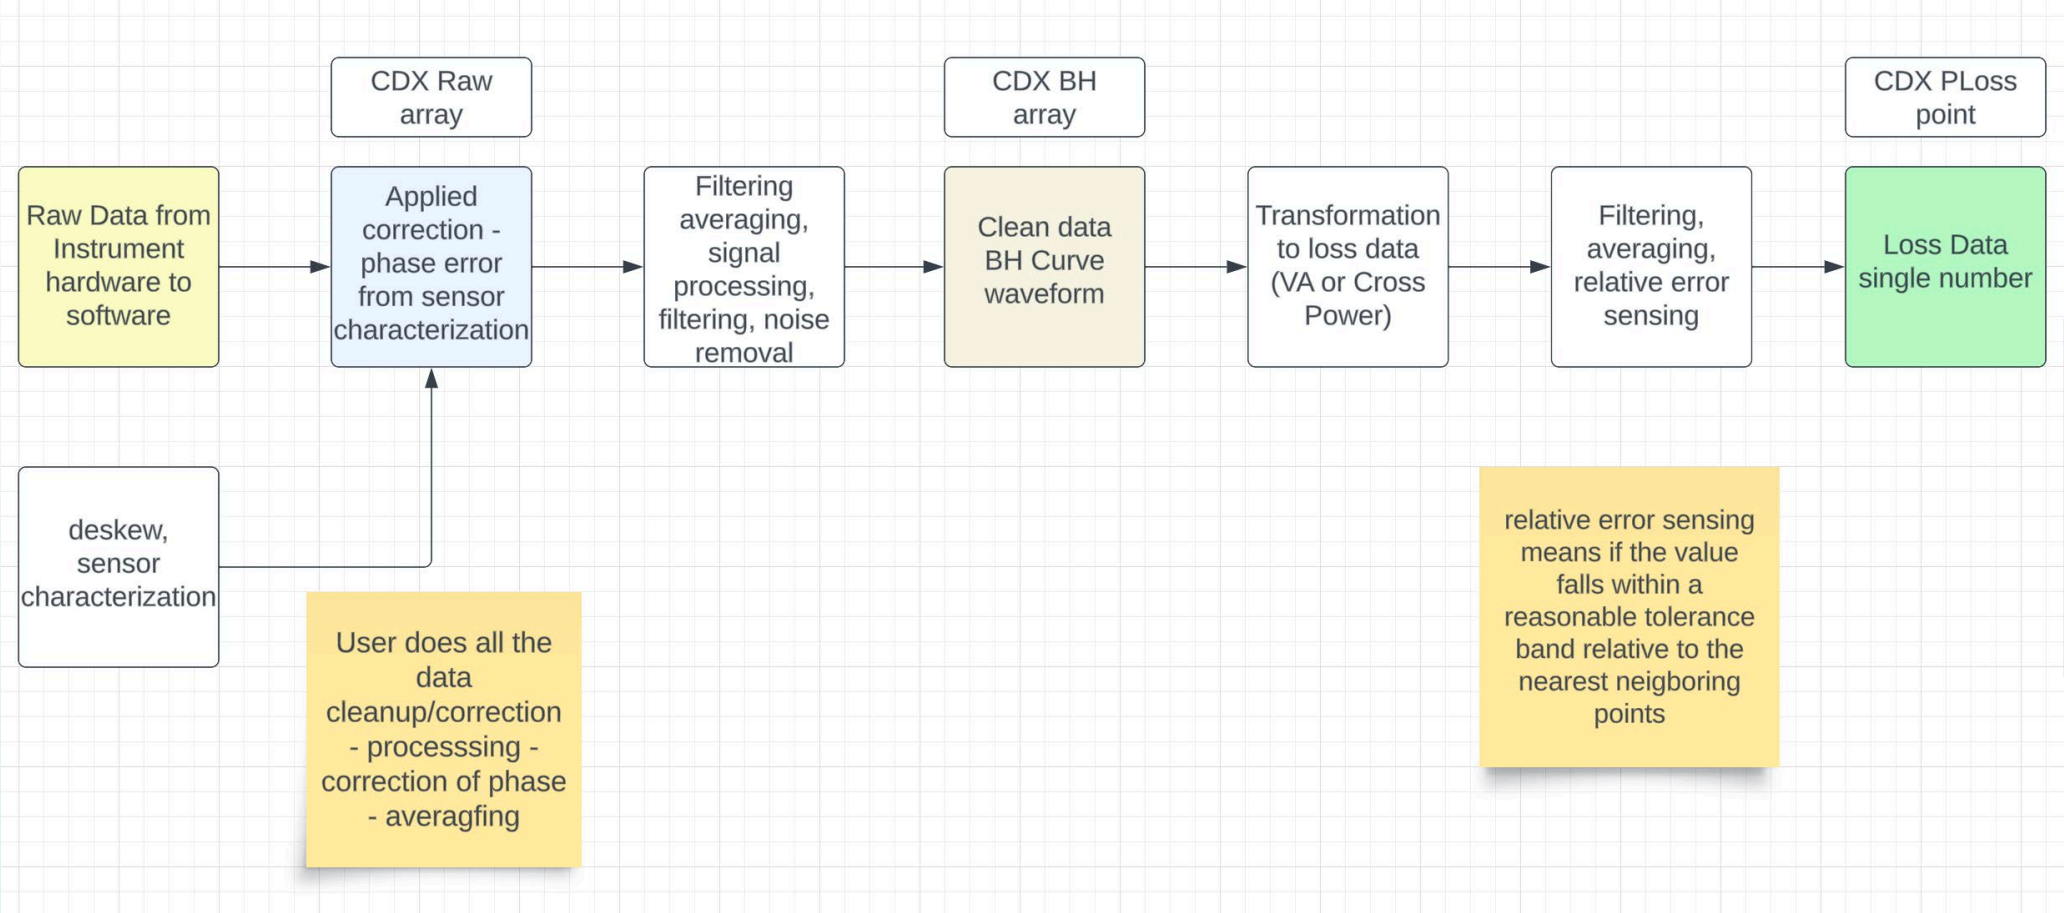 CDX Raw
array
CDX BH
array
CDX PLoss
point
Raw Data from
Instrument
hardware to
software
Applied
correction -
phase error
from sensor
characterization
Filtering
averaging,
signal
processing,
filtering, noise
removal
Clean data
BH Curve
waveform
Transformation
to loss data
(VA or Cross
Power)
Filtering,
averaging,
relative error
sensing
Loss Data
single number
deskew,
sensor
characterization
User does all the
data
cleanup/correction
- processsing -
correction of phase
- averagfing
relative error sensing
means if the value
falls within a
reasonable tolerance
band relative to the
nearest neigboring
points